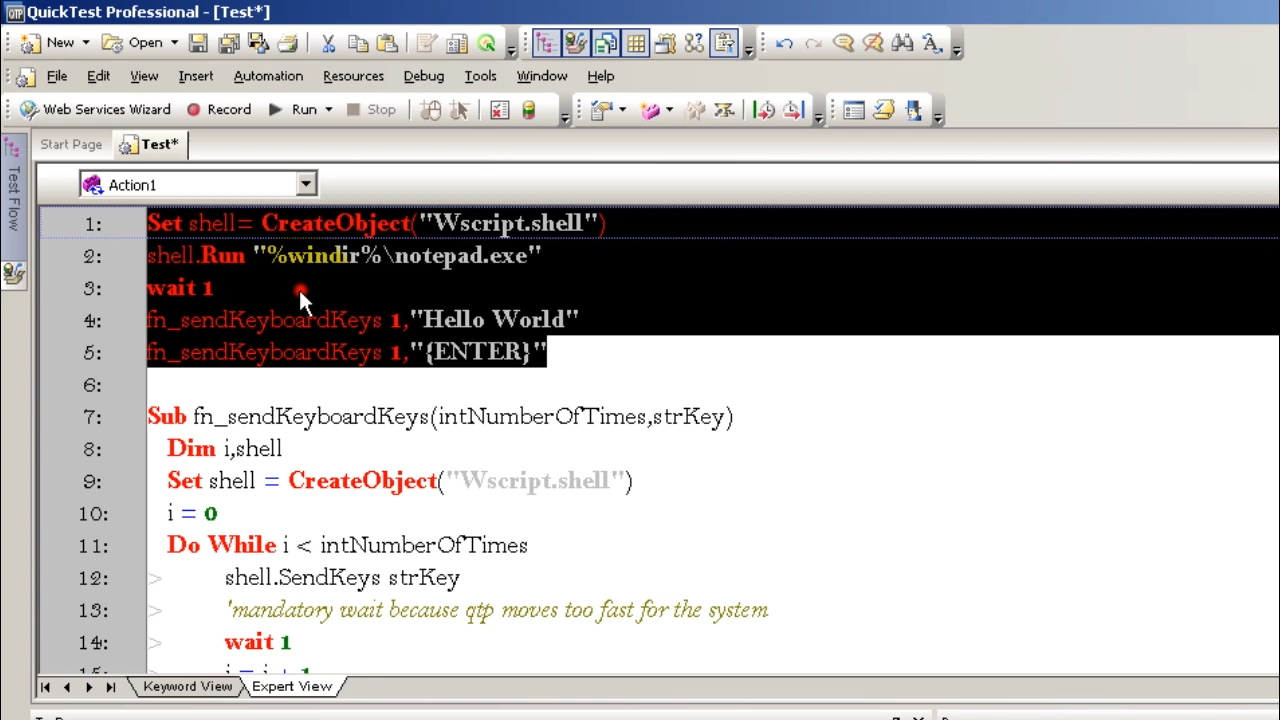 QuickTest Professional - [Test*]
New Open
File Edit View Insert Automation Resources Debug Tools Window Help
Web Services Wizard Record Run Stop
Start Page Test*
Test Flow
Action1
1: Set shell= CreateObject("Wscript.shell")
2: shell.Run "%windir%\notepad.exe"
3: wait 1
4: fn_sendKeyboardKeys 1,"Hello World"
5: fn_sendKeyboardKeys 1,"{ENTER}"
6:
7: Sub fn_sendKeyboardKeys(intNumberOfTimes,strKey)
8: Dim i,shell
9: Set shell = CreateObject("Wscript.shell")
10: i = 0
11: Do While i < intNumberOfTimes
12: > shell.SendKeys strKey
13: > 'mandatory wait because qtp moves too fast for the system
14: > wait 1
15: > i = i + 1
Keyword View Expert View